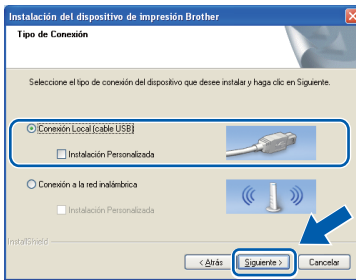 Instalación del dispositivo de impresión Brother
Tipo de Conexión
Seleccione el tipo de conexión del dispositivo que desee instalar y haga clic en Siguiente.
Conexión Local (cable USB)
Instalación Personalizada
Conexión a la red inalámbrica
Instalación Personalizada
InstallShield
< Atrás Siguiente > Cancelar